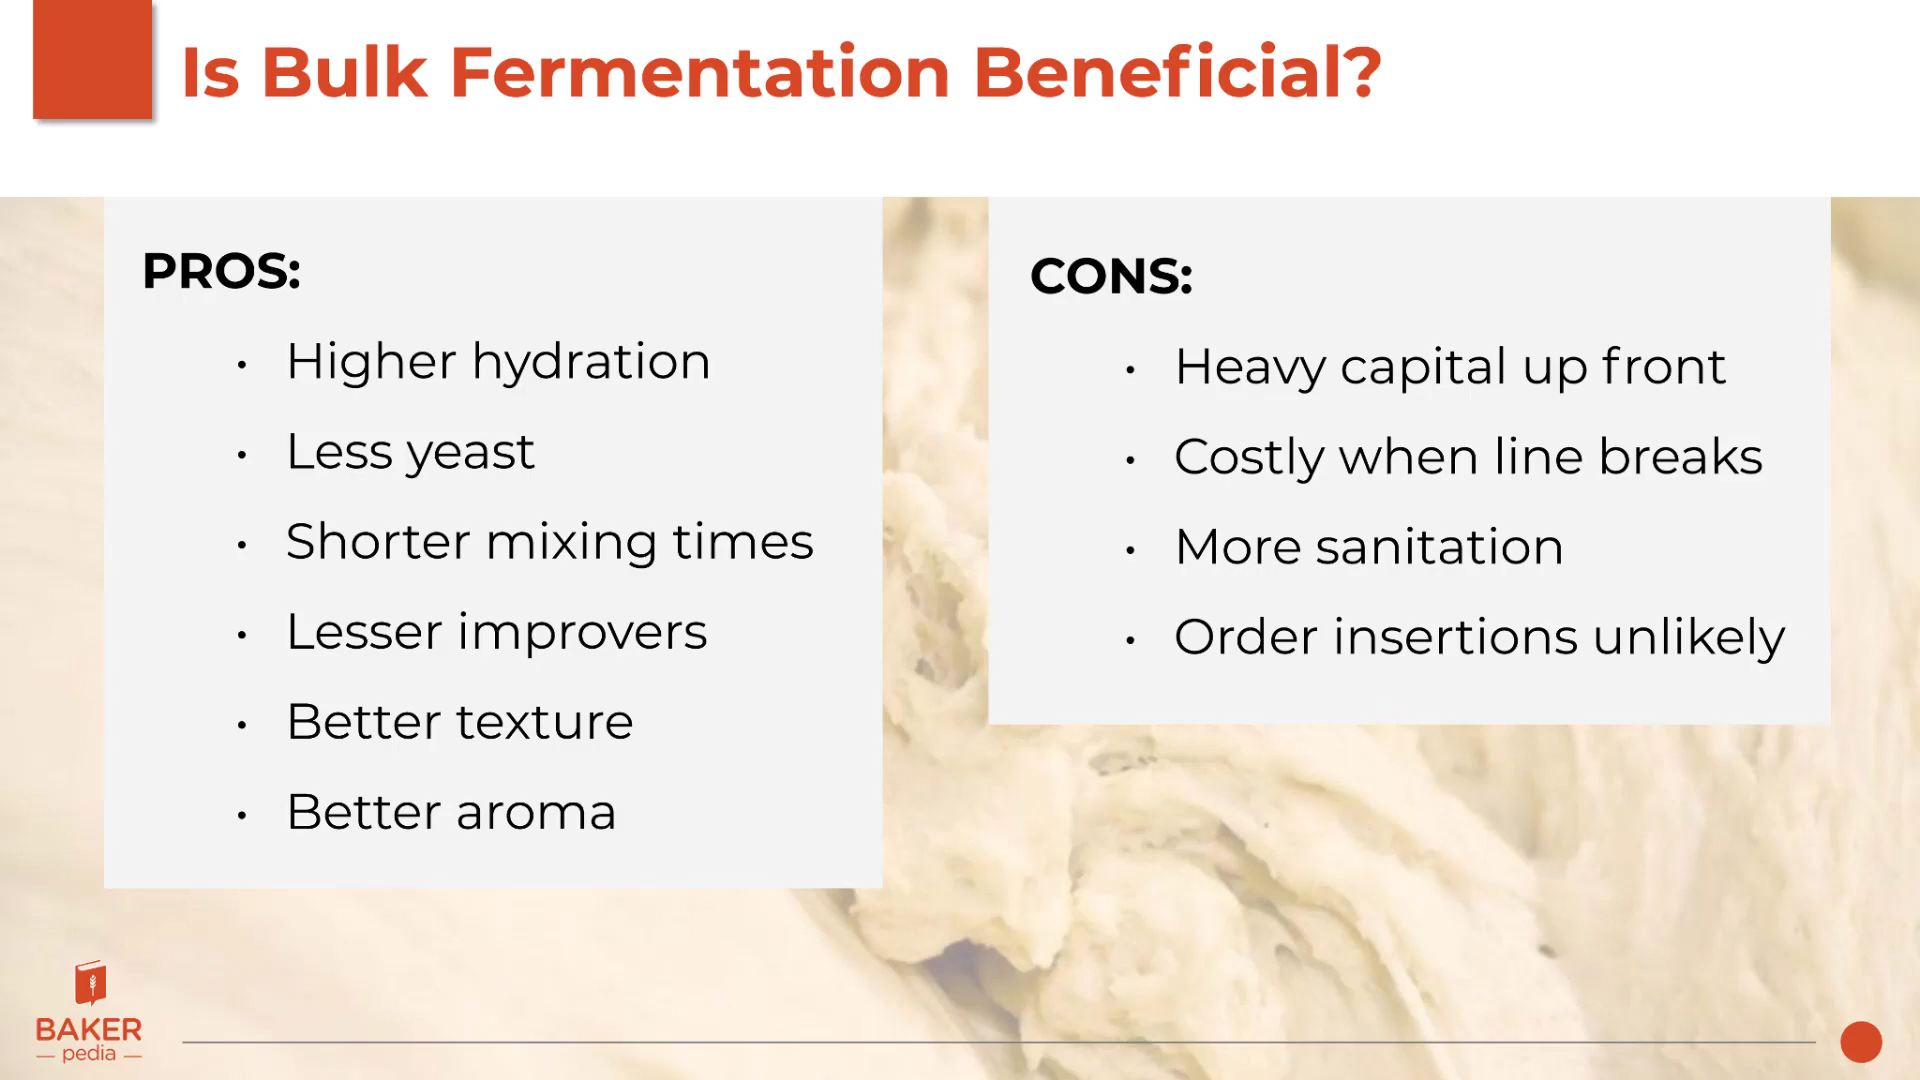 Is Bulk Fermentation Beneficial?
PROS:
• Higher hydration
• Less yeast
• Shorter mixing times
• Lesser improvers
• Better texture
• Better aroma
CONS:
• Heavy capital up front
• Costly when line breaks
• More sanitation
• Order insertions unlikely
BAKER
pedia